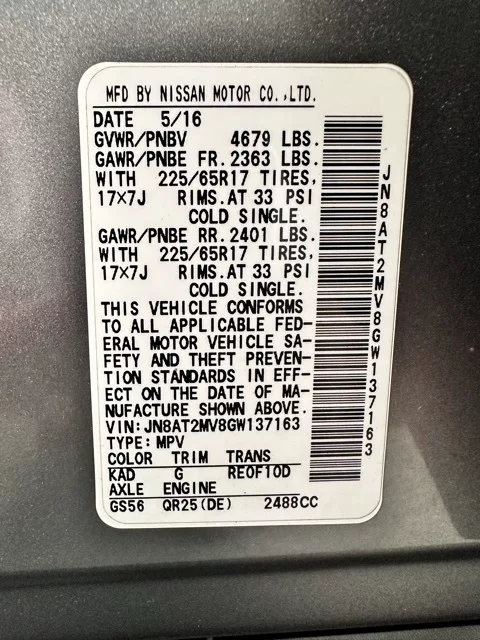 MFD BY NISSAN MOTOR CO.,LTD.
DATE 5/16
GVWR/PNBV 4679 LBS.
GAWR/PNBE FR. 2363 LBS.
WITH 225/65R17 TIRES,
17×7J RIMS. AT 33 PSI
COLD SINGLE.
GAWR/PNBE RR. 2401 LBS.
WITH 225/65R17 TIRES,
17×7J RIMS. AT 33 PSI
COLD SINGLE.
THIS VEHICLE CONFORMS
TO ALL APPLICABLE FED-
ERAL MOTOR VEHICLE SA-
FETY AND THEFT PREVEN-
TION STANDARDS IN EFF-
ECT ON THE DATE OF MA-
NUFACTURE SHOWN ABOVE.
VIN:JN8AT2MV8GW137163
TYPE:MPV
COLOR TRIM TRANS
KAD G RE0F10D
AXLE ENGINE
GS56 QR25(DE) 2488CC
JN8AT2MV8GW137163